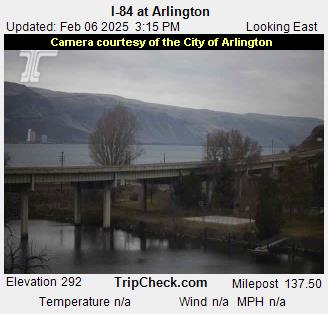 I-84 at Arlington
Updated: Feb 06 2025 3:15 PM Looking East
Camera courtesy of the City of Arlington
Elevation 292 TripCheck.com Milepost 137.50
Temperature n/a Wind n/a MPH n/a